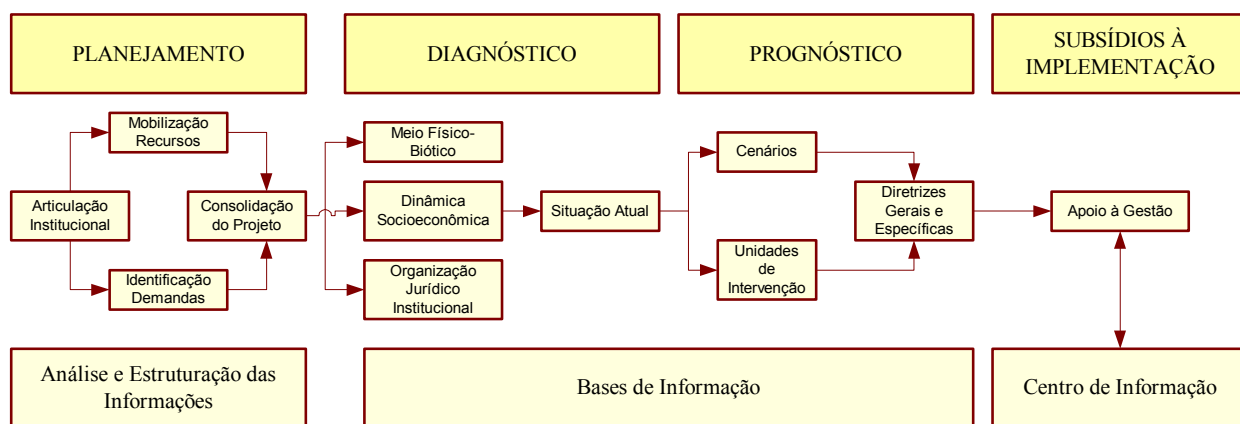 PLANEJAMENTO
DIAGNÓSTICO
PROGNÓSTICO
SUBSÍDIOS À
IMPLEMENTAÇÃO
Mobilização
Recursos
Articulação
Institucional
Identificação
Demandas
Consolidação
do Projeto
Meio Físico-
Biótico
Dinâmica
Socioeconômica
Organização
Jurídico
Institucional
Situação Atual
Cenários
Unidades
de
Intervenção
Diretrizes
Gerais e
Específicas
Apoio à Gestão
Análise e Estruturação das
Informações
Bases de Informação
Centro de Informação